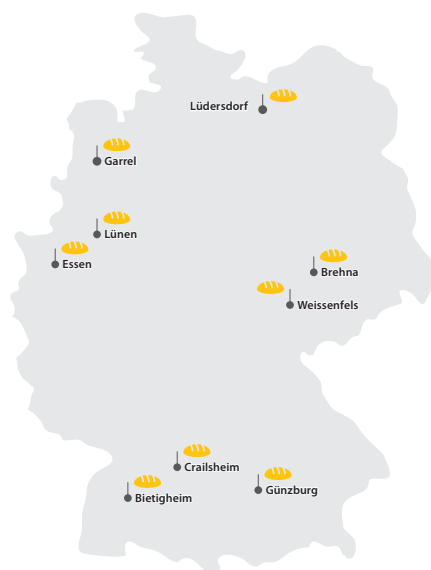 Lüdersdorf
Garrel
Lünen
Essen
Brehna
Weissenfels
Crailsheim
Günzburg
Bietigheim